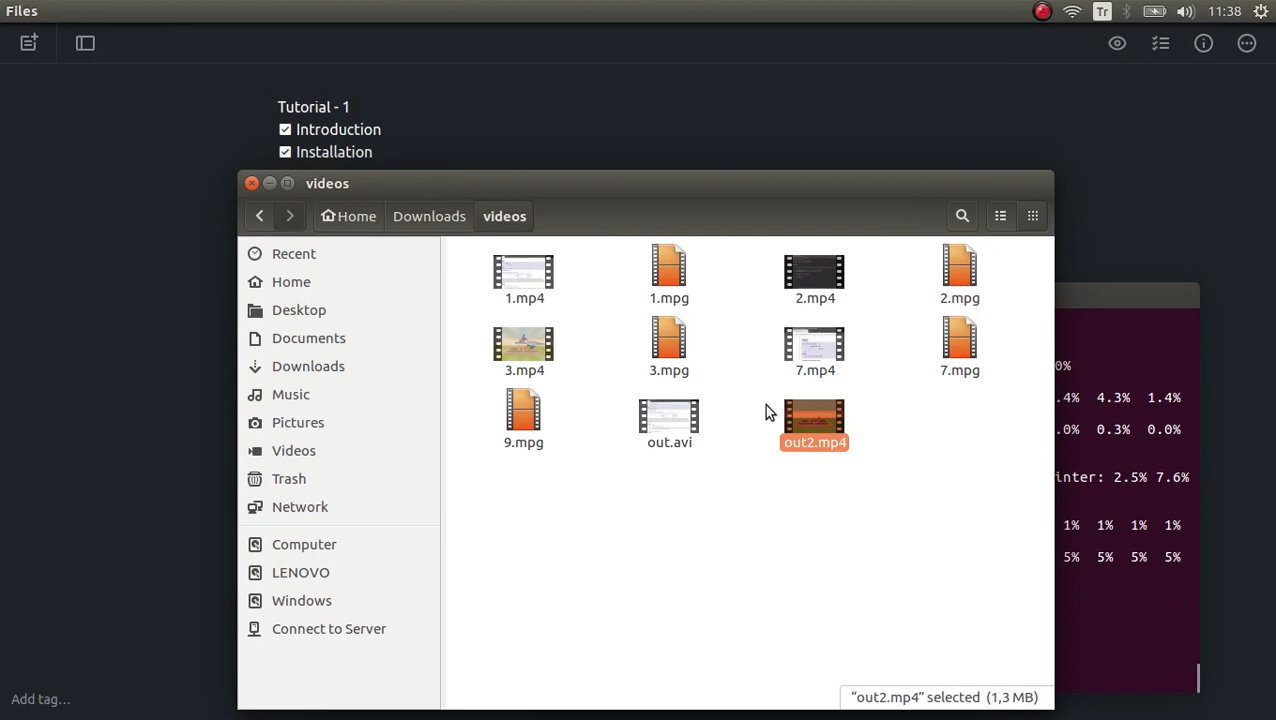 Files
Tr
11:38
Tutorial - 1
Introduction
Installation
videos
Home Downloads videos
Recent
Home
Desktop
Documents
Downloads
Music
Pictures
Videos
Trash
Network
Computer
LENOVO
Windows
Connect to Server
1.mp4 1.mpg 2.mp4 2.mpg
3.mp4 3.mpg 7.mp4 7.mpg
9.mpg out.avi out2.mp4
“out2.mp4” selected (1,3 MB)
0%
.4% 4.3% 1.4%
.0% 0.3% 0.0%
inter: 2.5% 7.6%
1% 1% 1% 1%
5% 5% 5% 5%
Add tag...